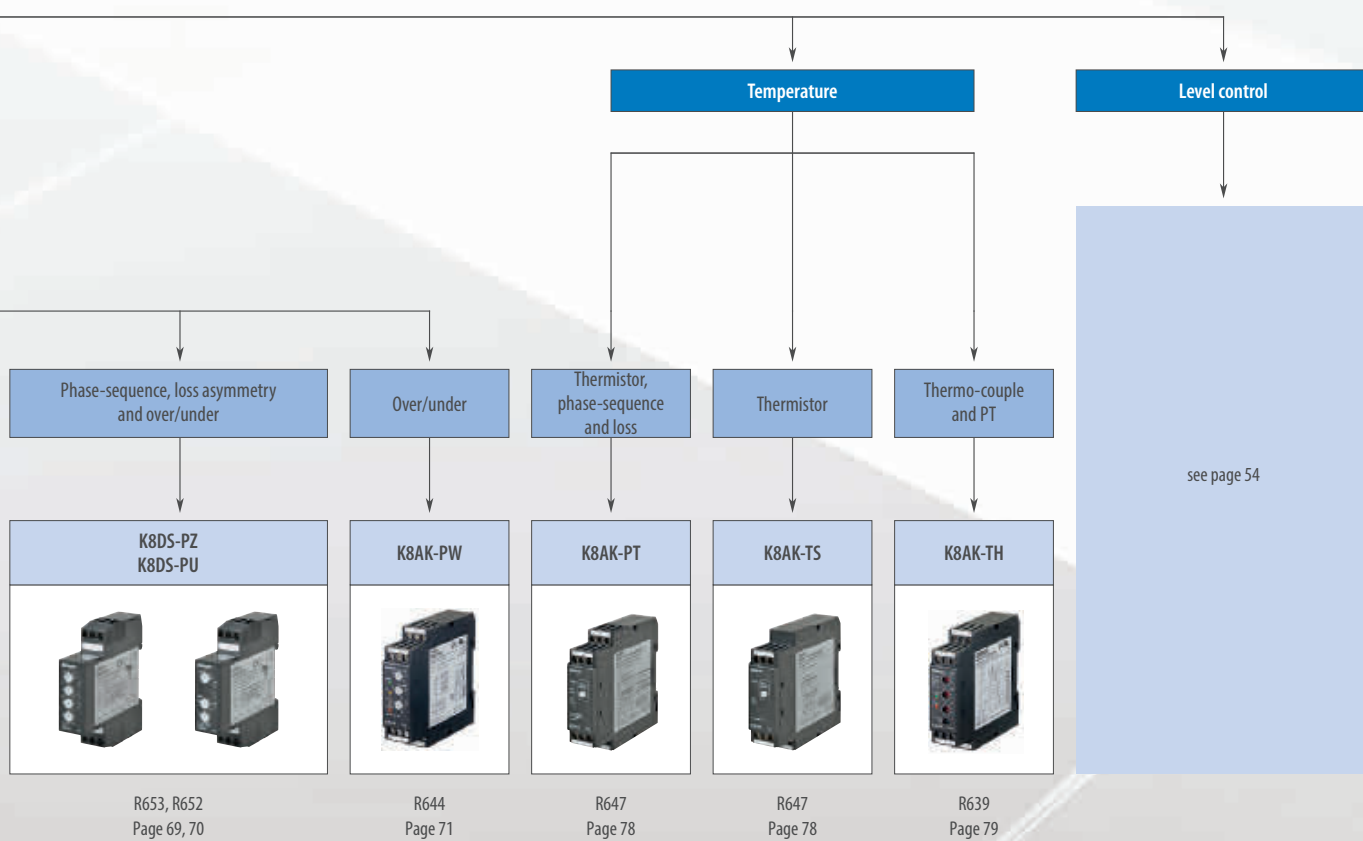 Temperature
Level control
Phase-sequence, loss asymmetry
and over/under
Over/under
Thermistor,
phase-sequence
and loss
Thermistor
Thermo-couple
and PT
see page 54
K8DS-PZ
K8DS-PU
K8AK-PW
K8AK-PT
K8AK-TS
K8AK-TH
R653, R652
Page 69, 70
R644
Page 71
R647
Page 78
R647
Page 78
R639
Page 79